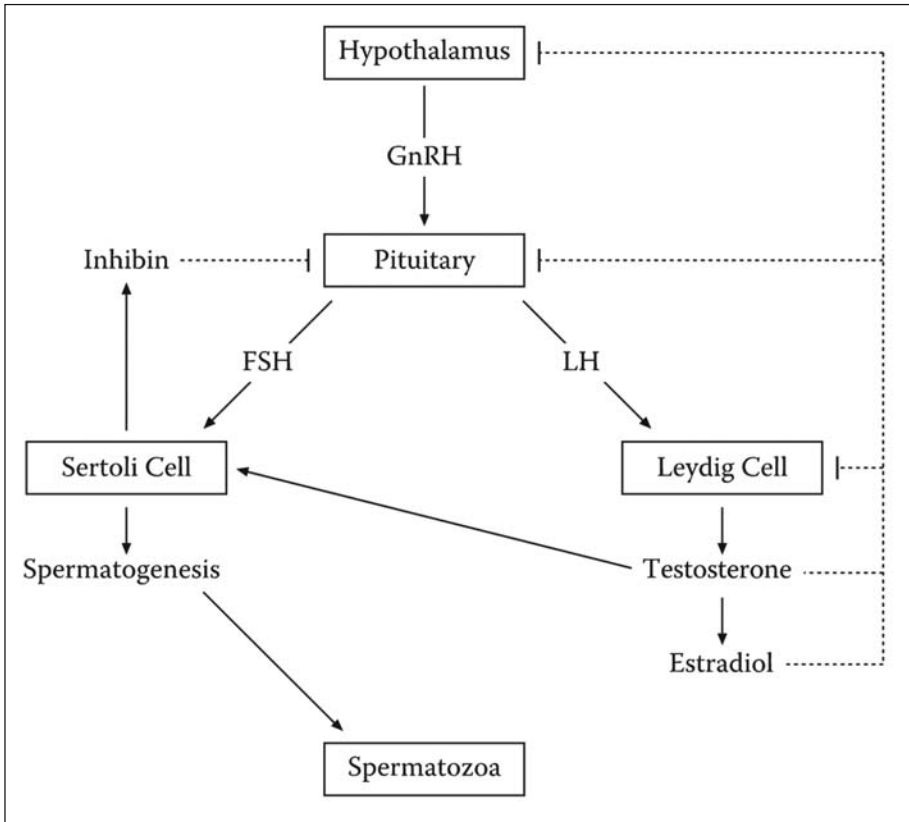 Hypothalamus
GnRH
Inhibin
Pituitary
FSH
LH
Sertoli Cell
Leydig Cell
Spermatogenesis
Testosterone
Estradiol
Spermatozoa